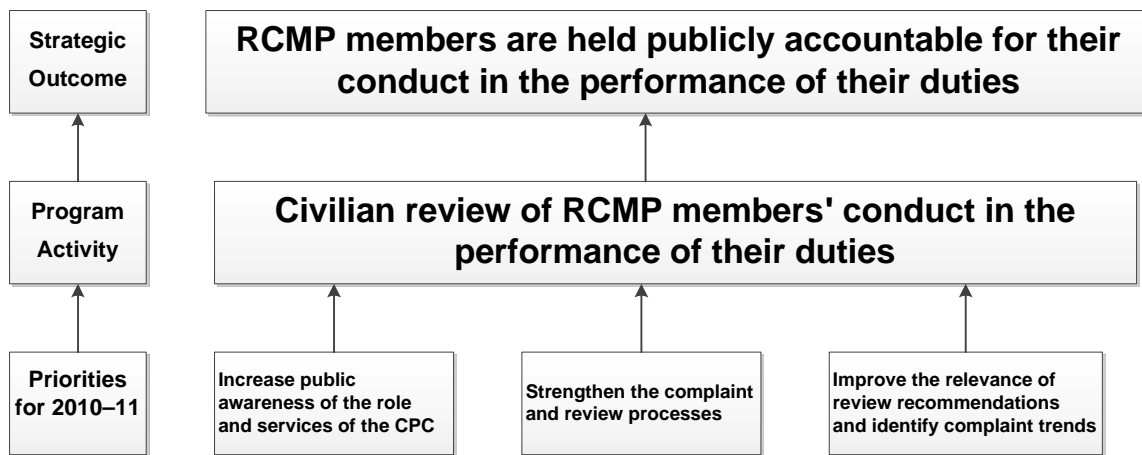 Strategic
Outcome
RCMP members are held publicly accountable for their
conduct in the performance of their duties
Program
Activity
Civilian review of RCMP members' conduct in the
performance of their duties
Priorities
for 2010–11
Increase public
awareness of the role
and services of the CPC
Strengthen the complaint
and review processes
Improve the relevance of
review recommendations
and identify complaint trends